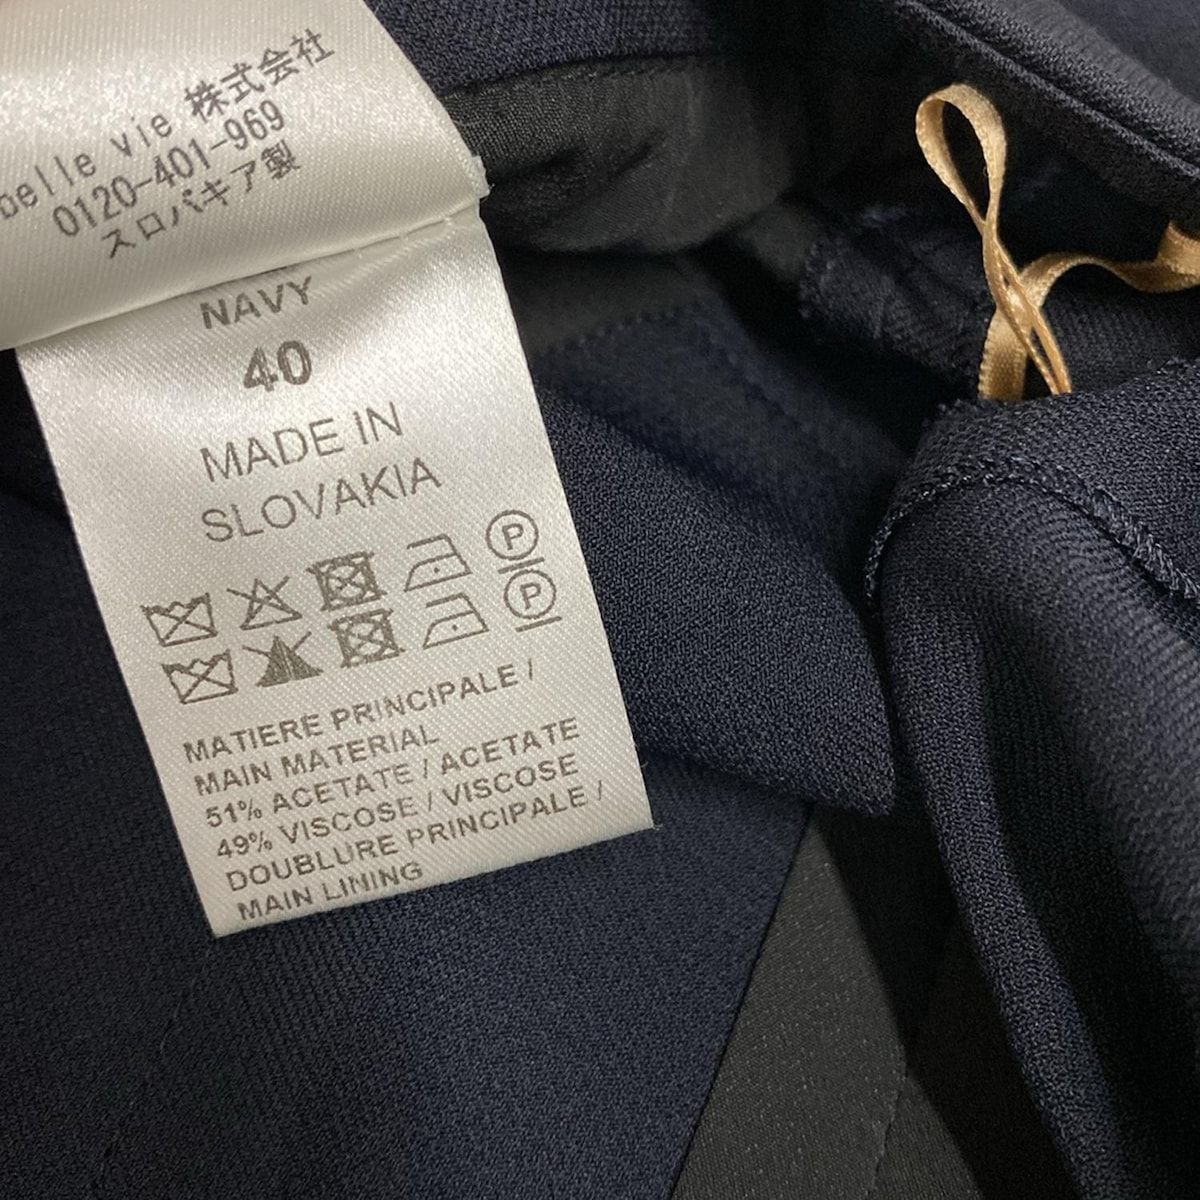 belle vie 株式会社
0120-401-969
スロバキア製
NAVY
40
MADE IN
SLOVAKIA
P
P
MATIERE PRINCIPALE /
MAIN MATERIAL
51% ACETATE / ACETATE
49% VISCOSE / VISCOSE
DOUBLURE PRINCIPALE /
MAIN LINING